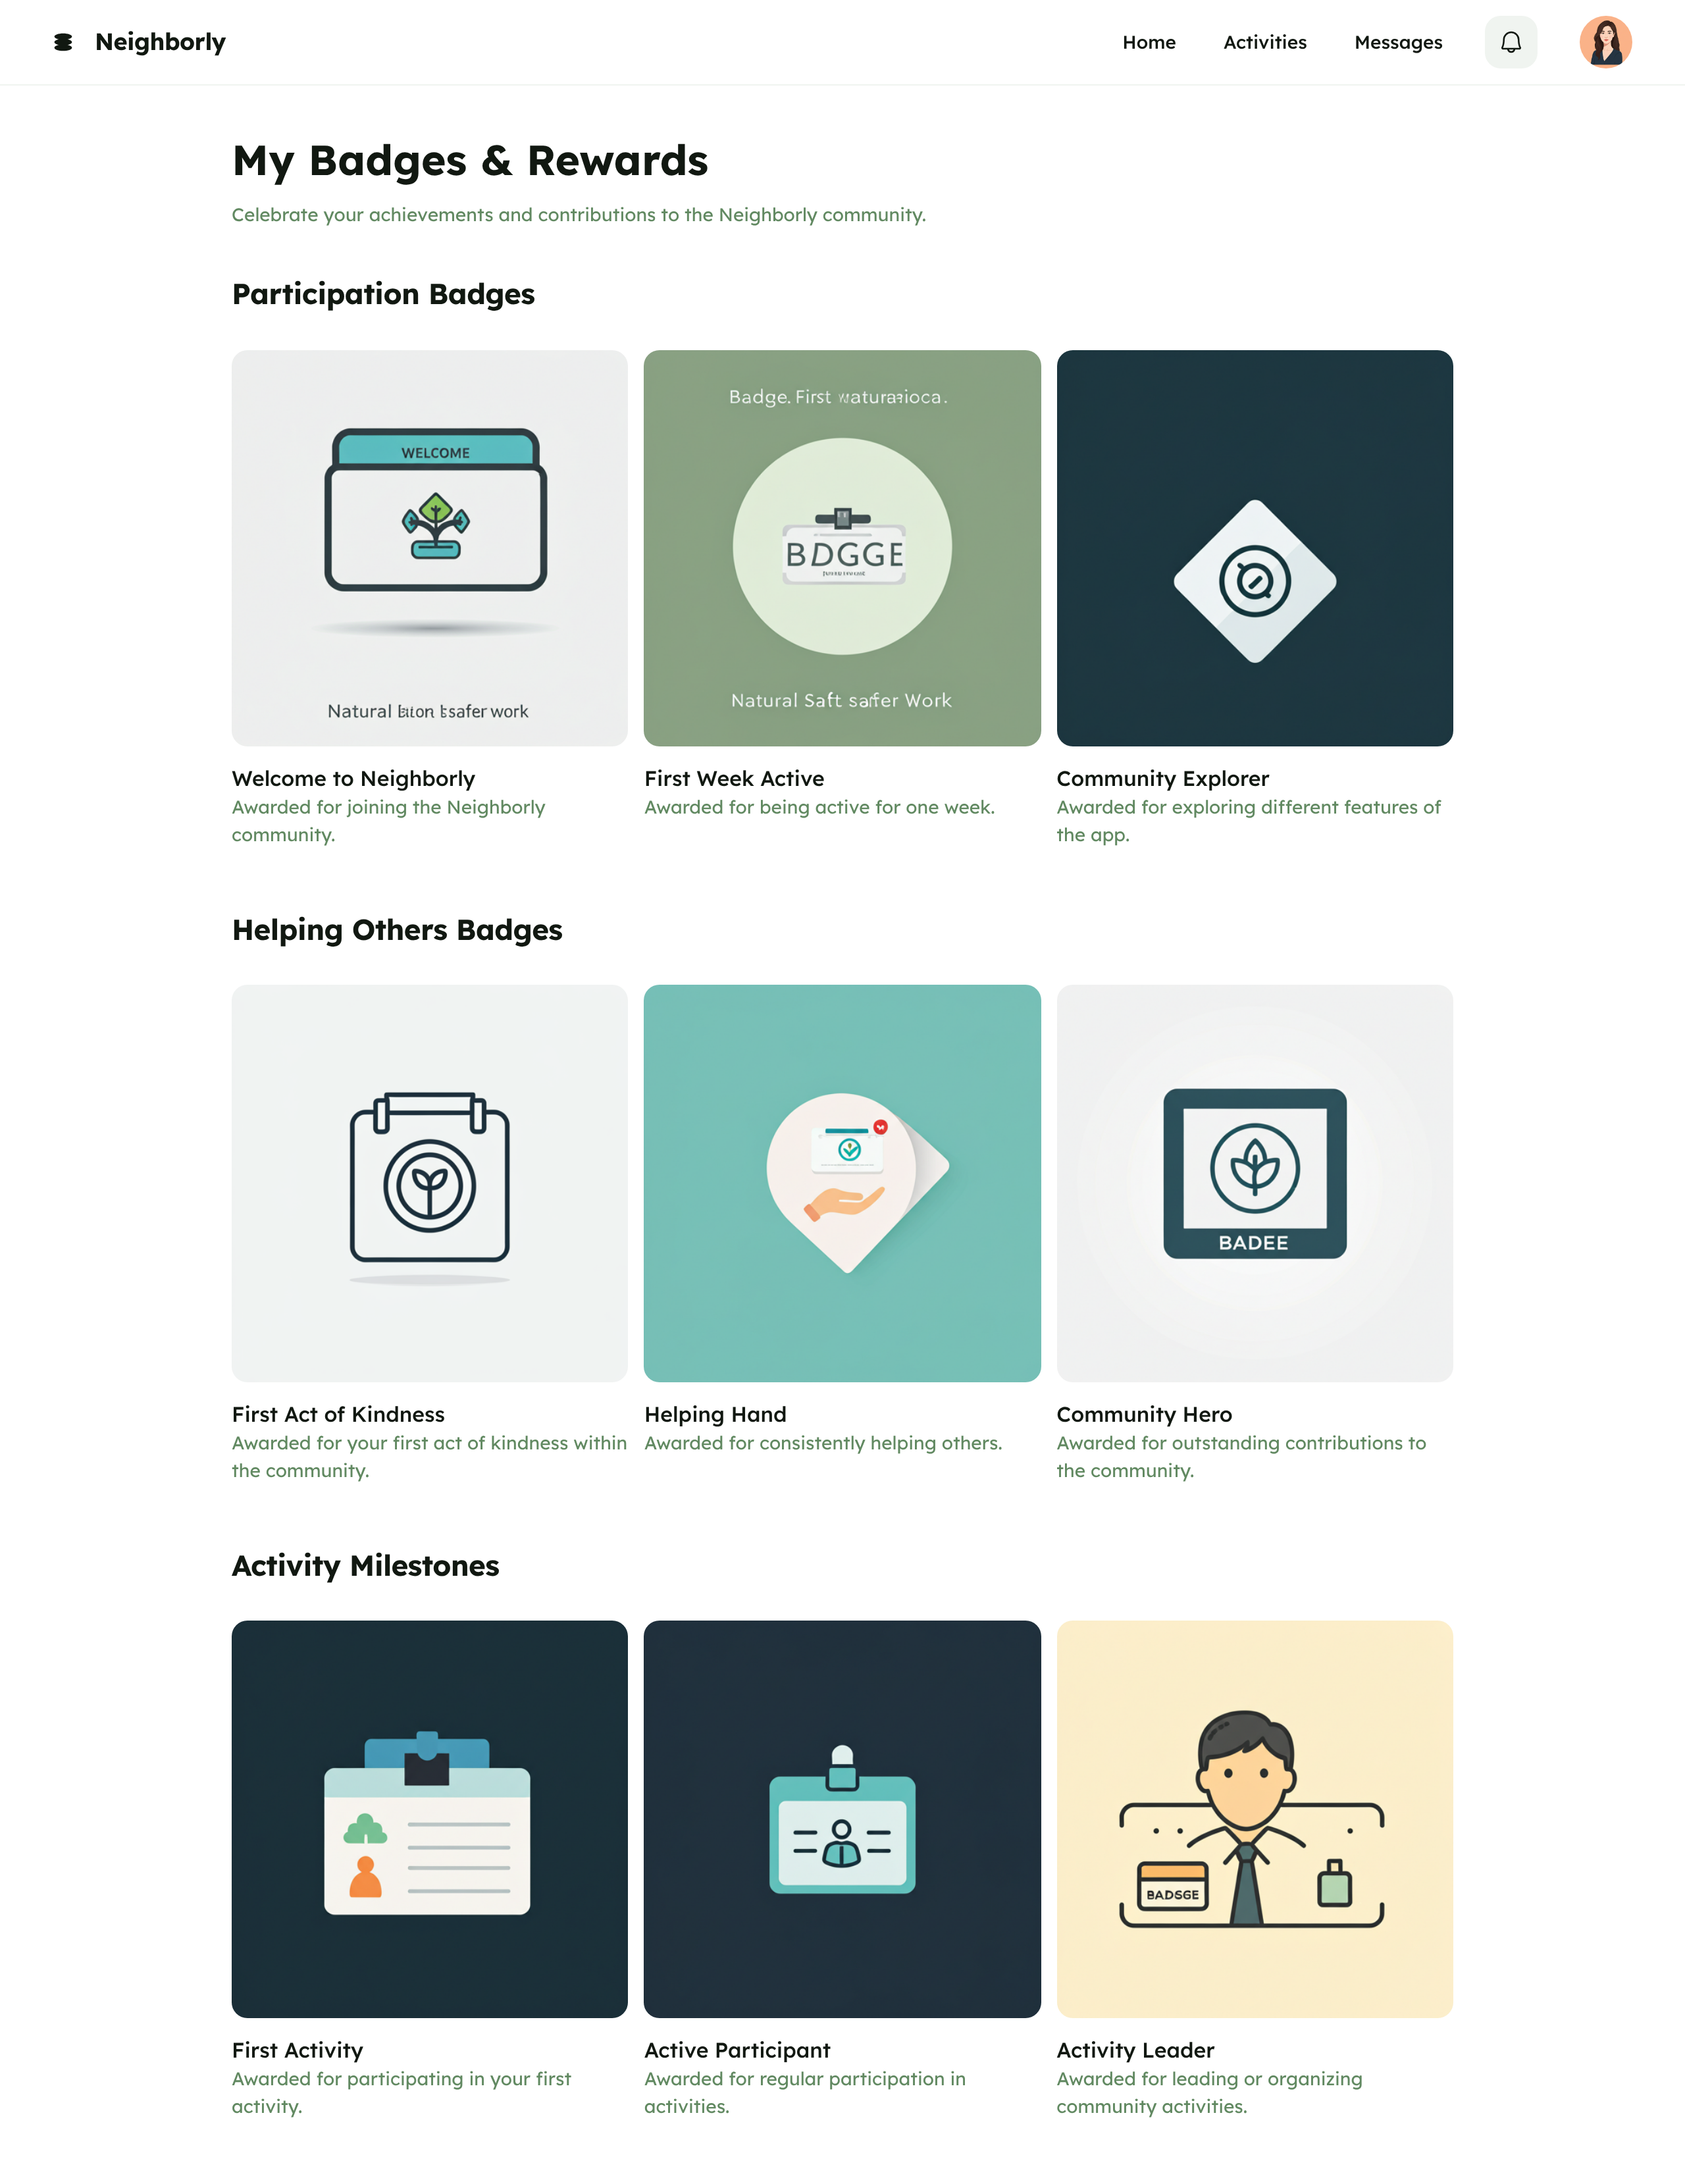 Neighborly
Home
Activities
Messages
My Badges & Rewards
Celebrate your achievements and contributions to the Neighborly community.
Participation Badges
WELCOME
Natural safer work
Badge. First
BDGGE
Natural Saft safer Work
Welcome to Neighborly
Awarded for joining the Neighborly
community.
First Week Active
Awarded for being active for one week.
Community Explorer
Awarded for exploring different features of
the app.
Helping Others Badges
BADEE
First Act of Kindness
Awarded for your first act of kindness within
the community.
Helping Hand
Awarded for consistently helping others.
Community Hero
Awarded for outstanding contributions to
the community.
Activity Milestones
BADSGE
First Activity
Awarded for participating in your first
activity.
Active Participant
Awarded for regular participation in
activities.
Activity Leader
Awarded for leading or organizing
community activities.